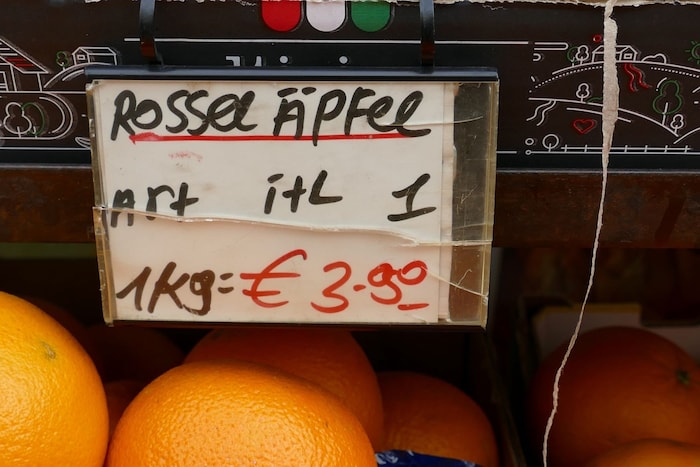 Rossel ÄPFEL
Art itL 1
1Kg= € 3.90